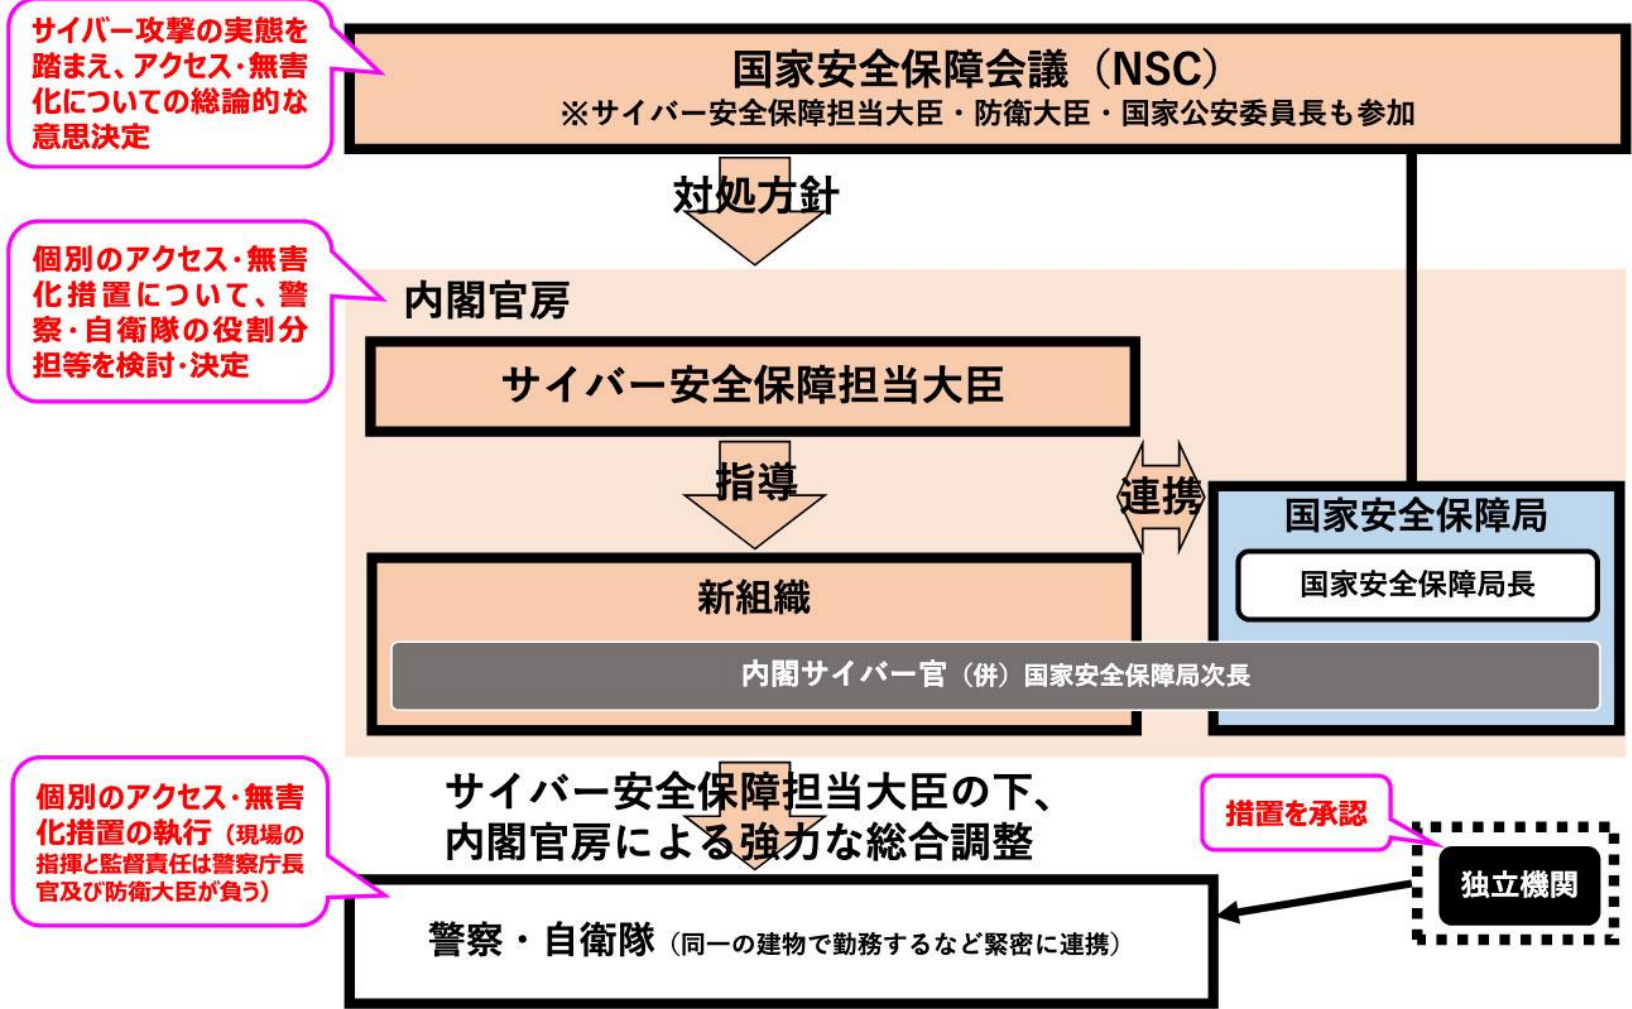 サイバー攻撃の実態を
踏まえ、アクセス・無害
化についての総論的な
意思決定
国家安全保障会議（NSC）
※サイバー安全保障担当大臣・防衛大臣・国家公安委員長も参加
対処方針
個別のアクセス・無害
化措置について、警
察・自衛隊の役割分
担等を検討・決定
内閣官房
サイバー安全保障担当大臣
指導
連携
国家安全保障局
国家安全保障局長
新組織
内閣サイバー官（併）国家安全保障局次長
個別のアクセス・無害
化措置の執行（現場の
指揮と監督責任は警察庁長
官及び防衛大臣が負う）
サイバー安全保障担当大臣の下、
内閣官房による強力な総合調整
措置を承認
独立機関
警察・自衛隊（同一の建物で勤務するなど緊密に連携）